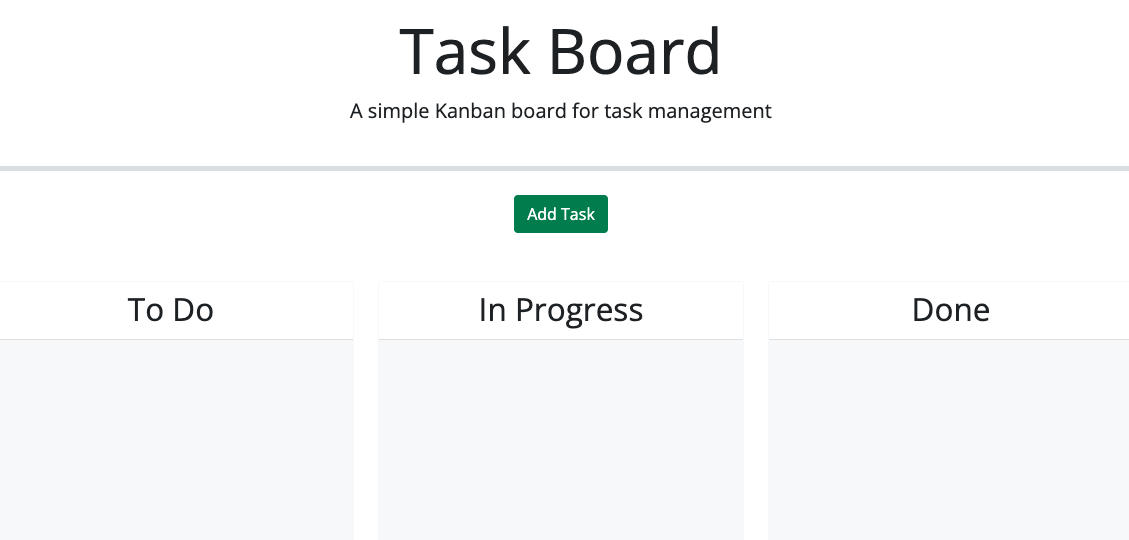 Task Board
A simple Kanban board for task management
Add Task
To Do
In Progress
Done